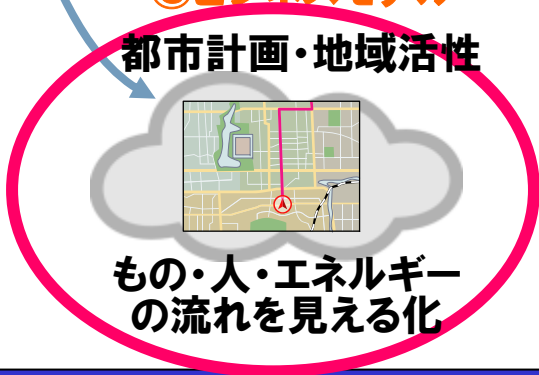 都市計画・地域活性
もの・人・エネルギー
の流れを見える化